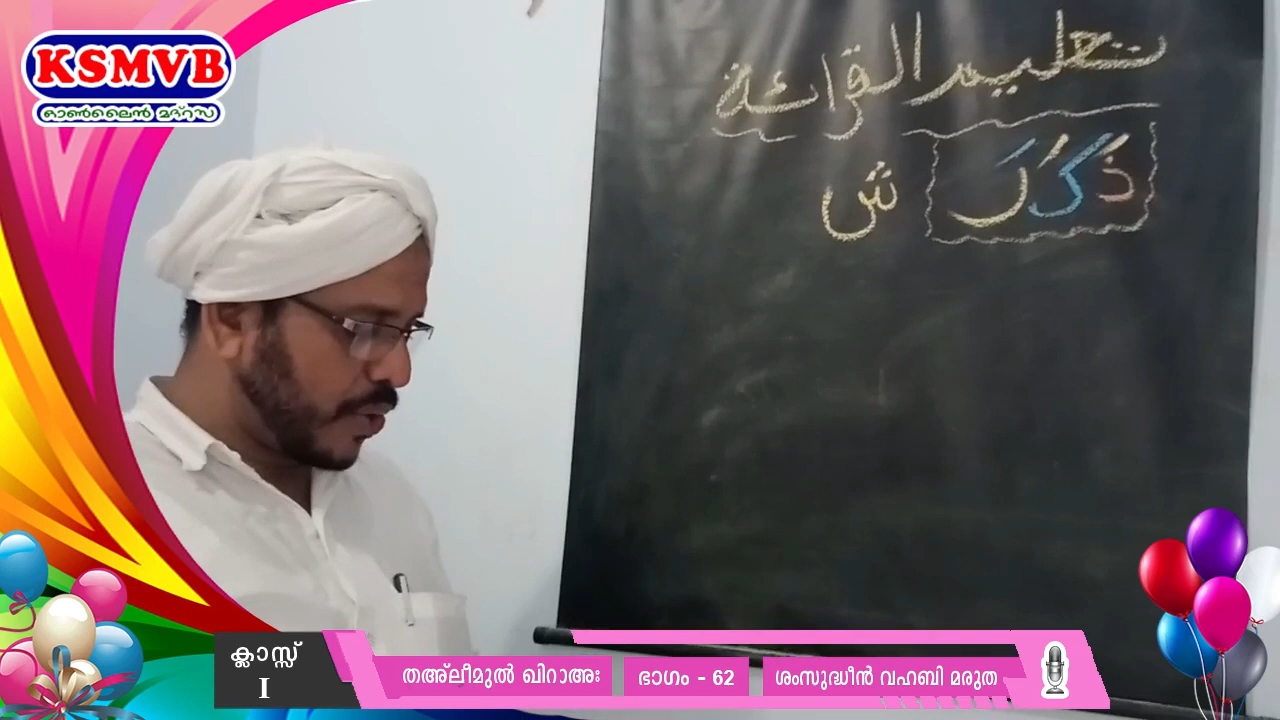 KSMVB
ഓൺലൈൻ മദ്റസ
تعليم القرائة
ذَكَرَ ش
ക്ലാസ്സ്
I
തഅ്ലീമുൽ ഖിറാഅഃ ഭാഗം - 62 ശംസുദ്ധീൻ വഹബി മരുത